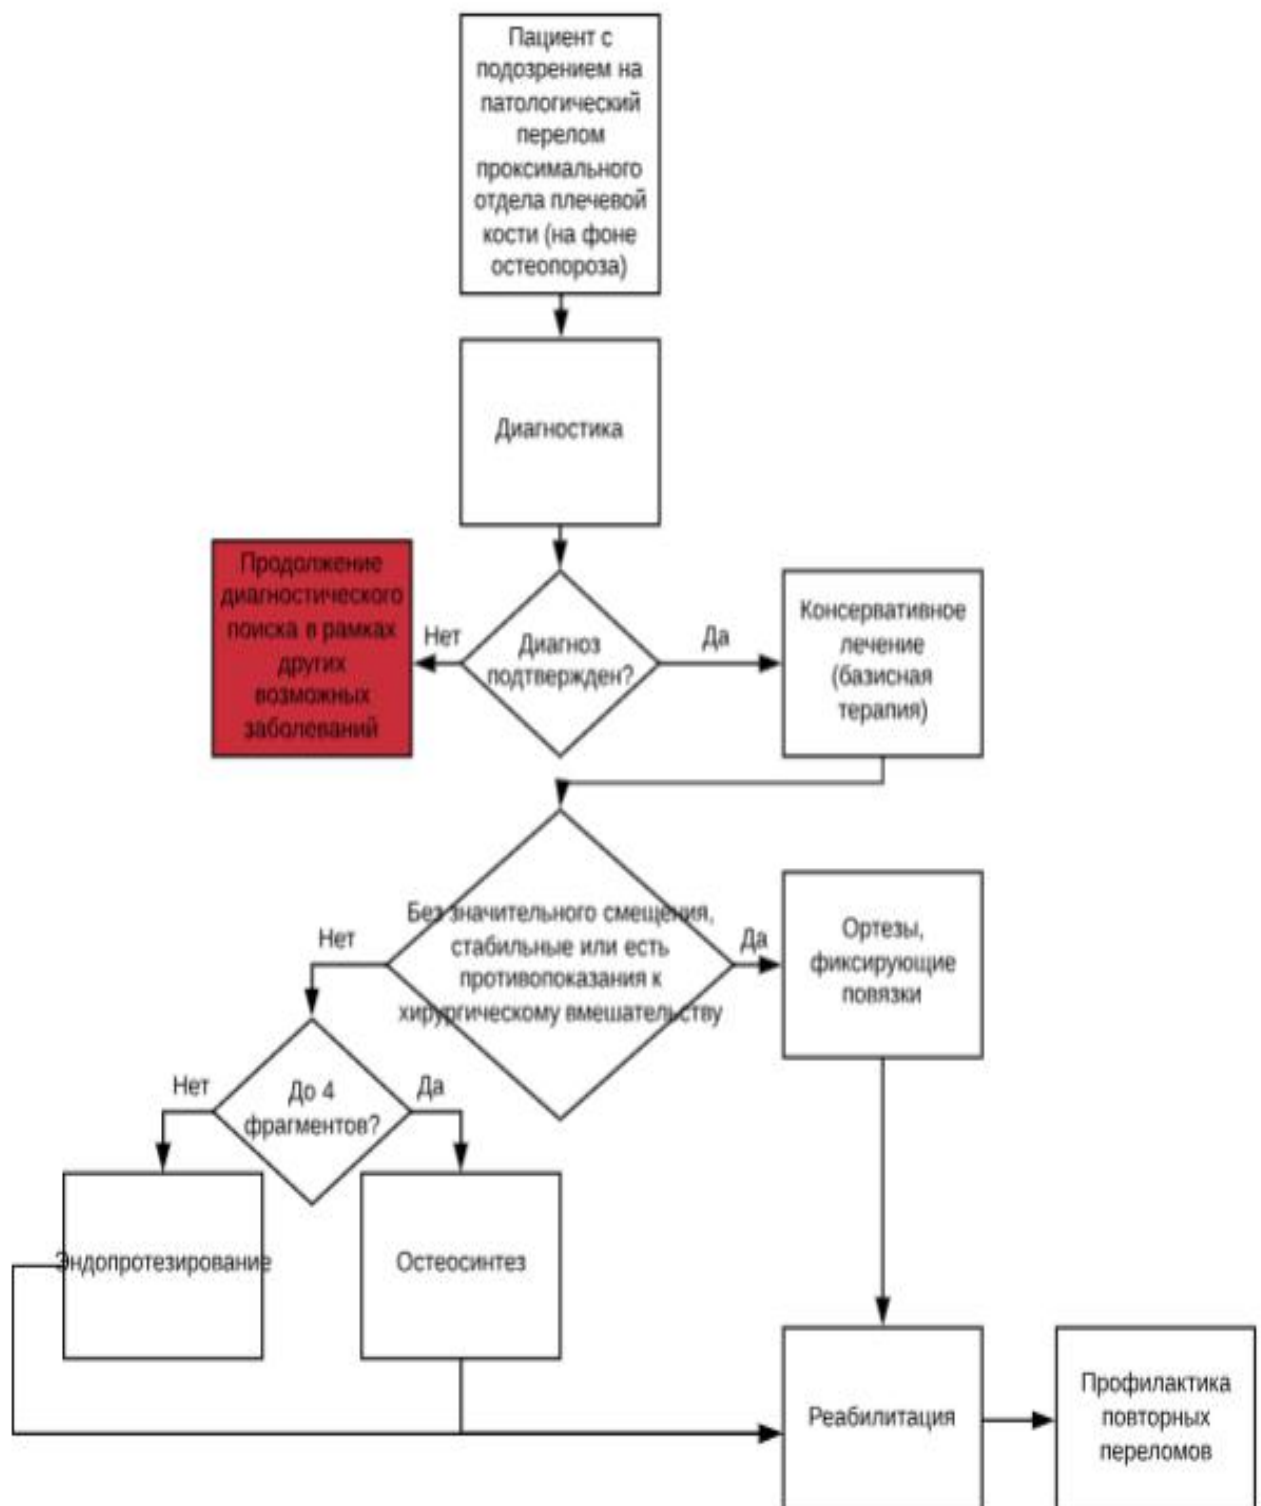 Пациент с
подозрением на
патологический
перелом
проксимального
отдела плечевой
кости (на фоне
остеопороза)
Диагностика
Продолжение
диагностического
поиска в рамках
других
возможных
заболеваний
Нет
Диагноз
подтвержден?
Да
Консервативное
лечение
(базисная
терапия)
Нет
Без значительного смещения,
стабильные или есть
противопоказания к
хирургическому вмешательству
Да
Ортезы,
фиксирующие
повязки
Нет
До 4
фрагментов?
Да
Эндопротезирование
Остеосинтез
Реабилитация
Профилактика
повторных
переломов